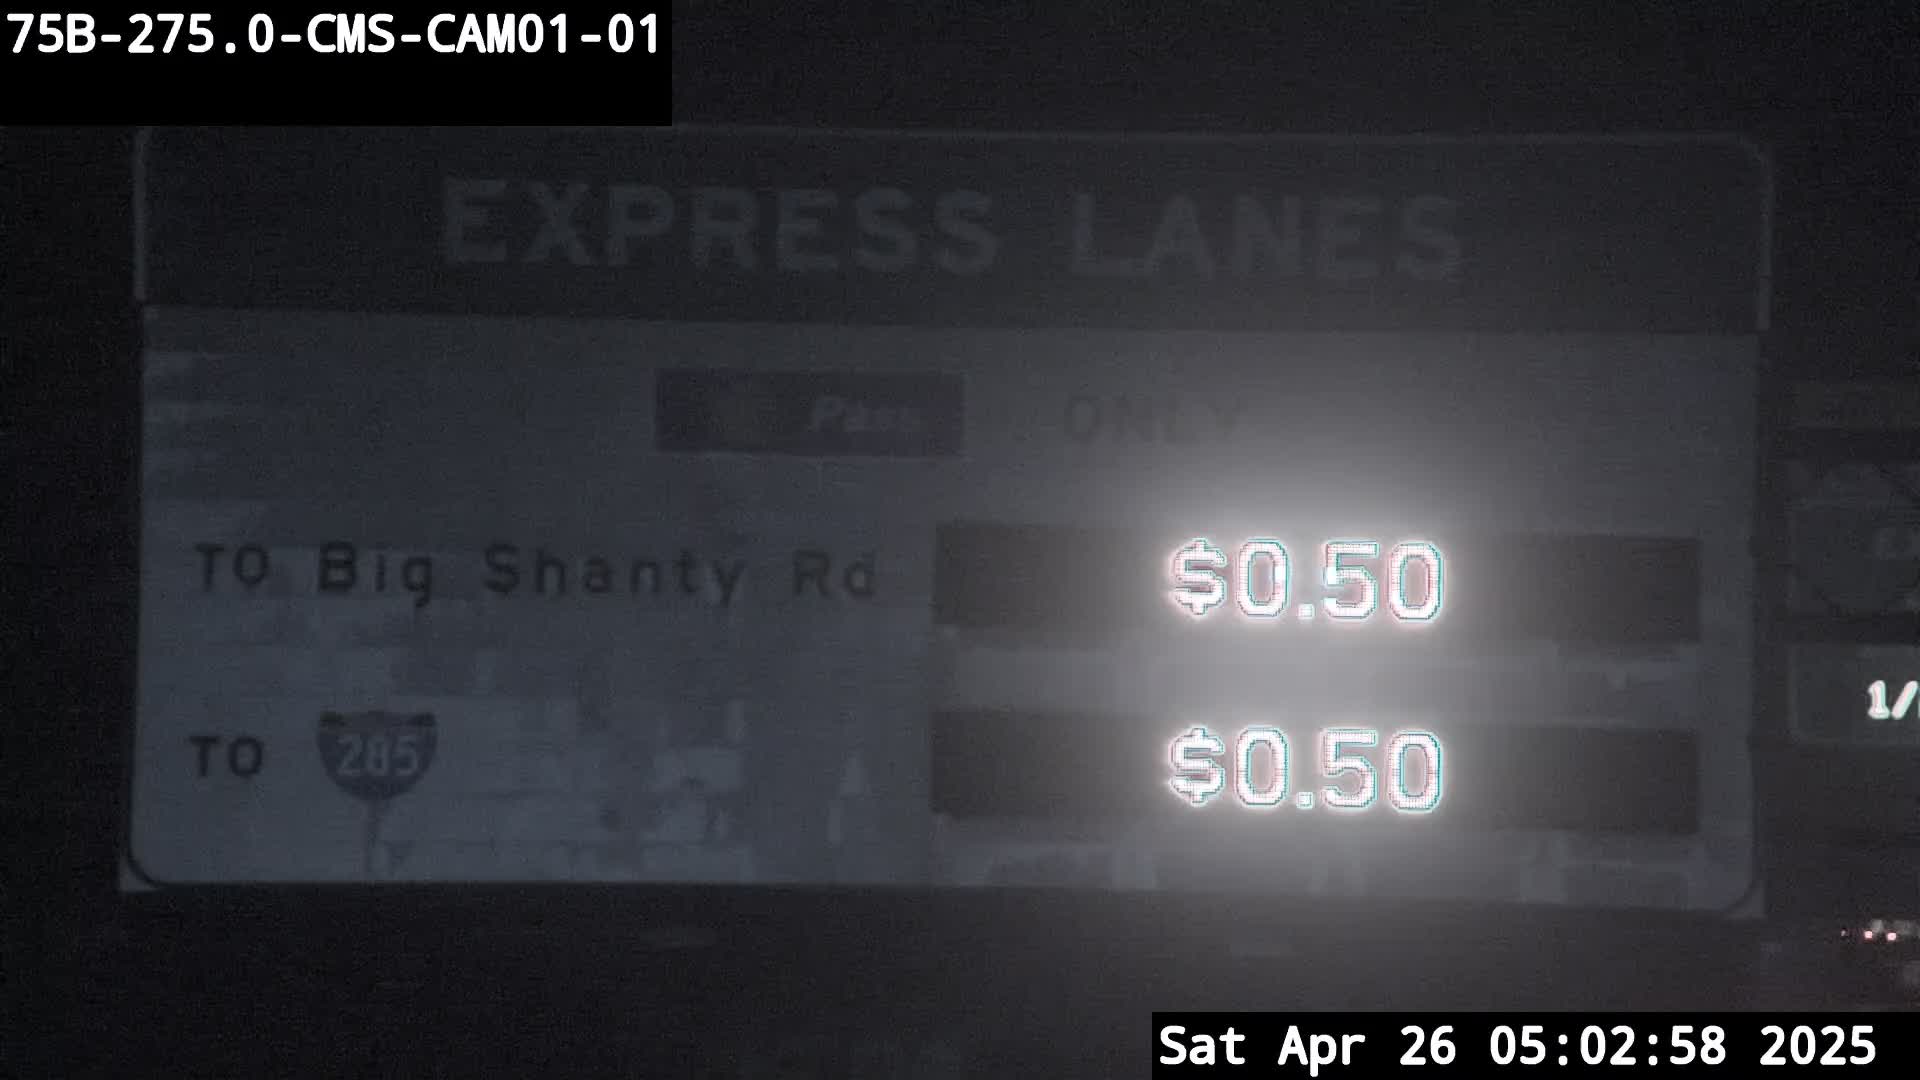 75B-275.0-CMS-CAM01-01
EXPRESS LANES
Pass ONLY
TO Big Shanty Rd $0.50
TO 285 $0.50
1/
Sat Apr 26 05:02:58 2025